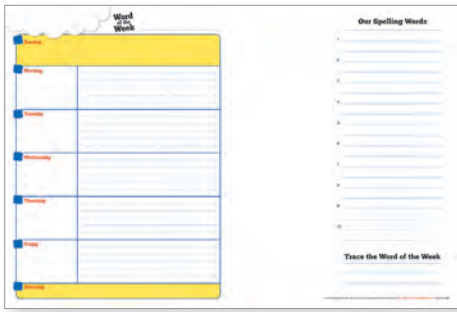 Word
of the
Week
Sunday
Monday
Tuesday
Wednesday
Thursday
Friday
Saturday
Our Spelling Words
1.
2.
3.
4.
5.
6.
7.
8.
9.
10.
Trace the Word of the Week